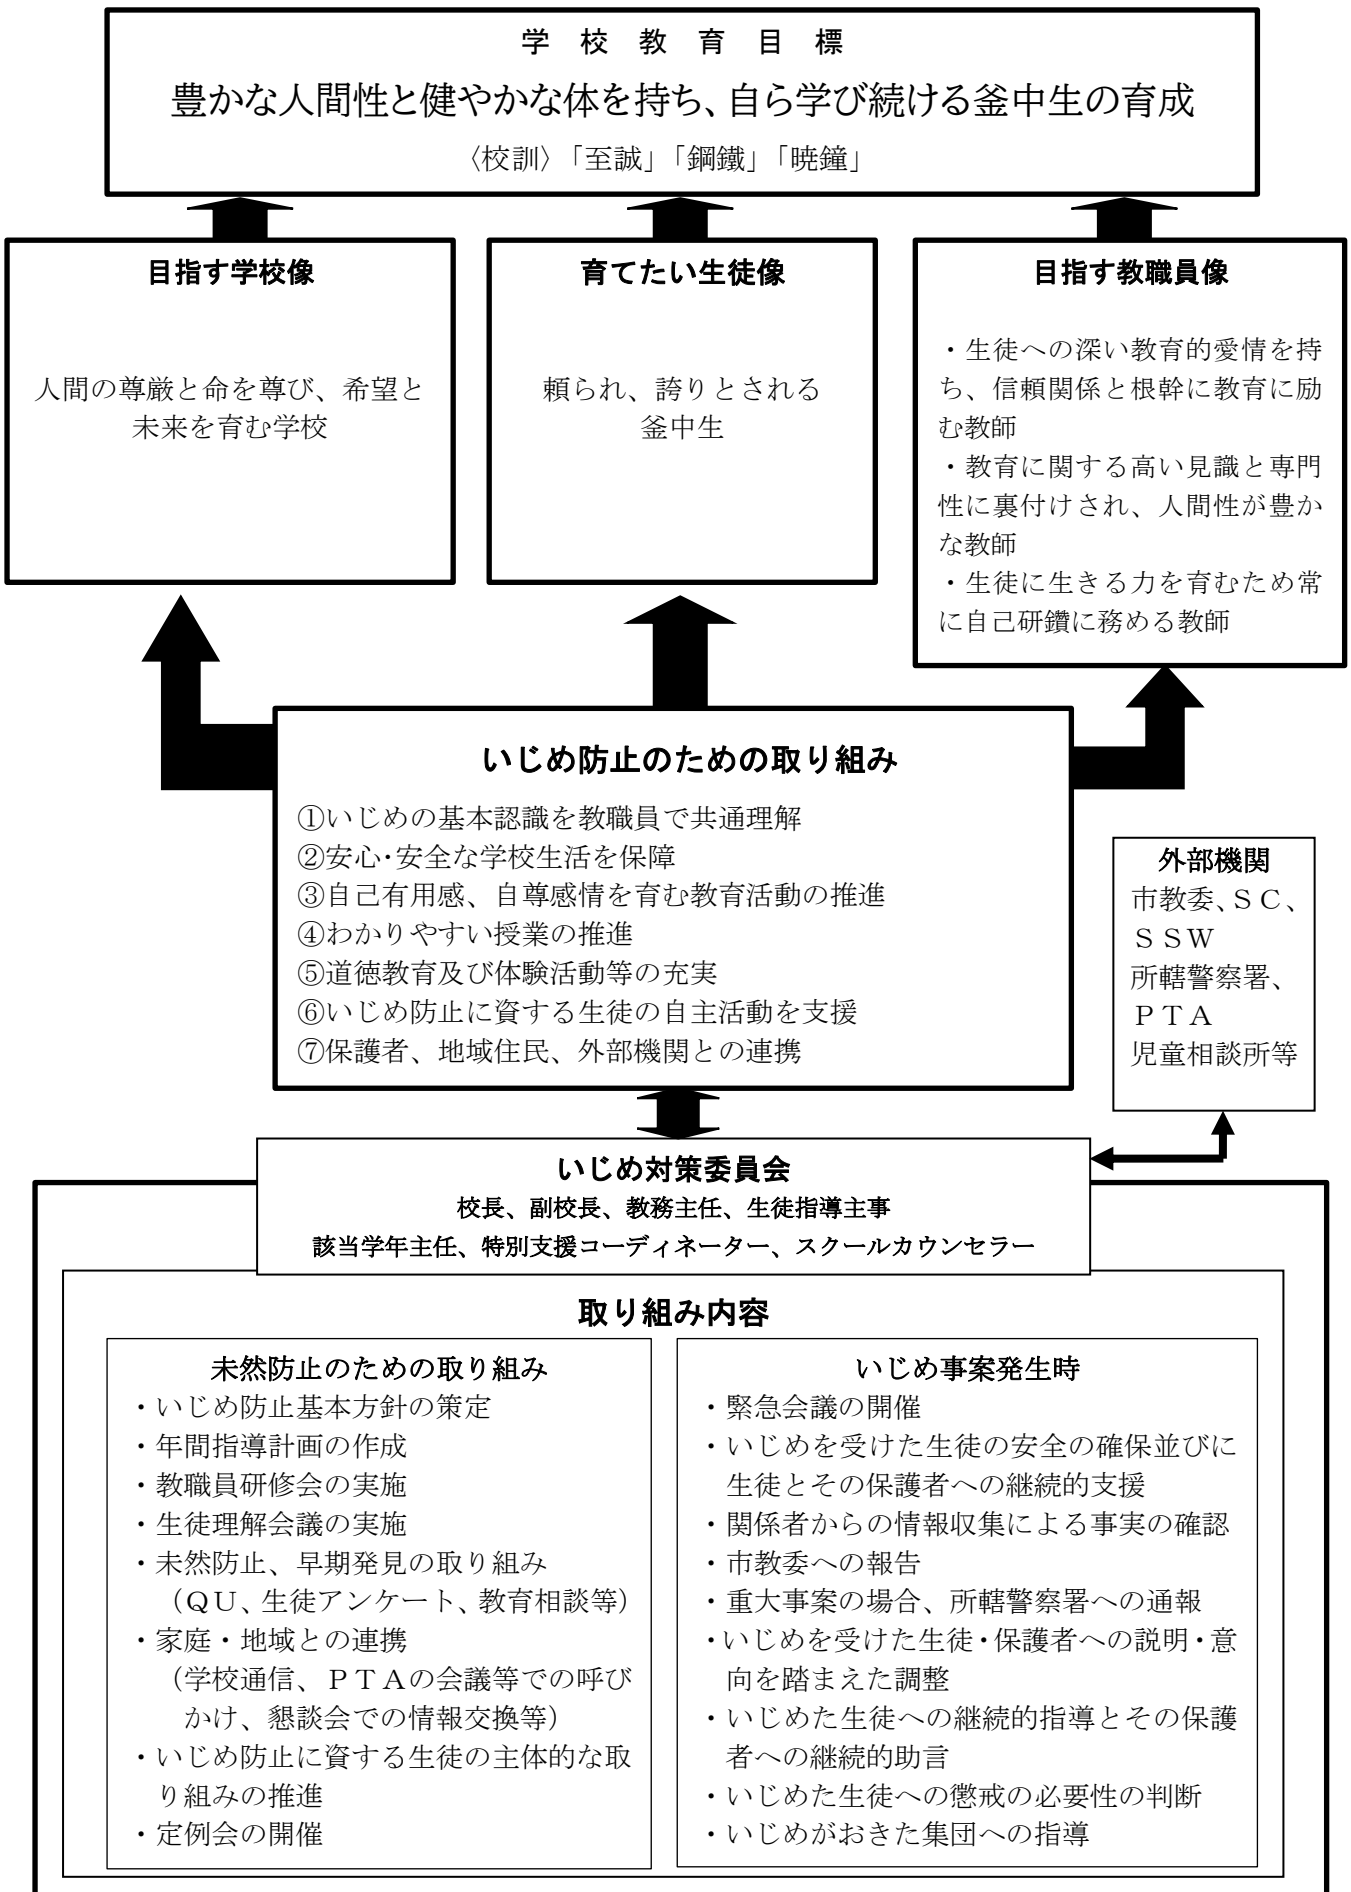 学校教育目標
豊かな人間性と健やかな体を持ち、自ら学び続ける釜中生の育成
〈校訓〉「至誠」「鋼鐵」「暁鐘」
目指す学校像
人間の尊厳と命を尊び、希望と
未来を育む学校
育てたい生徒像
頼られ、誇りとされる
釜中生
目指す教職員像
・生徒への深い教育的愛情を持
ち、信頼関係と根幹に教育に励
む教師
・教育に関する高い見識と専門
性に裏付けされ、人間性が豊か
な教師
・生徒に生きる力を育むため常
に自己研鑽に務める教師
いじめ防止のための取り組み
①いじめの基本認識を教職員で共通理解
②安心・安全な学校生活を保障
③自己有用感、自尊感情を育む教育活動の推進
④わかりやすい授業の推進
⑤道徳教育及び体験活動等の充実
⑥いじめ防止に資する生徒の自主活動を支援
⑦保護者、地域住民、外部機関との連携
外部機関
市教委、ＳＣ、
ＳＳＷ
所轄警察署、
ＰＴＡ
児童相談所等
いじめ対策委員会
校長、副校長、教務主任、生徒指導主事
該当学年主任、特別支援コーディネーター、スクールカウンセラー
取り組み内容
未然防止のための取り組み
・いじめ防止基本方針の策定
・年間指導計画の作成
・教職員研修会の実施
・生徒理解会議の実施
・未然防止、早期発見の取り組み
（ＱＵ、生徒アンケート、教育相談等）
・家庭・地域との連携
（学校通信、ＰＴＡの会議等での呼び
かけ、懇談会での情報交換等）
・いじめ防止に資する生徒の主体的な取
り組みの推進
・定例会の開催
いじめ事案発生時
・緊急会議の開催
・いじめを受けた生徒の安全の確保並びに
生徒とその保護者への継続的支援
・関係者からの情報収集による事実の確認
・市教委への報告
・重大事案の場合、所轄警察署への通報
・いじめを受けた生徒・保護者への説明・意
向を踏まえた調整
・いじめた生徒への継続的指導とその保護
者への継続的助言
・いじめた生徒への懲戒の必要性の判断
・いじめがおきた集団への指導